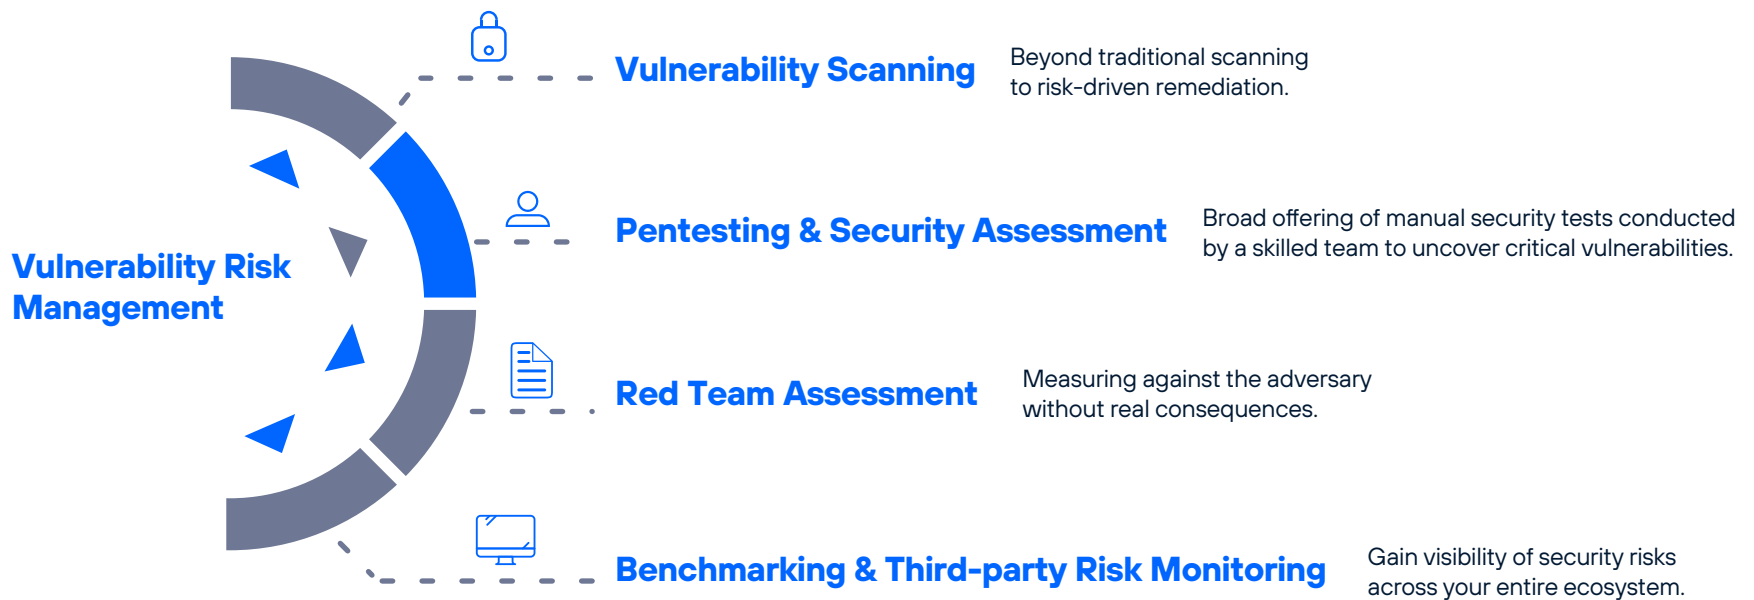 Vulnerability Risk
Management
Vulnerability Scanning
Beyond traditional scanning
to risk-driven remediation.
Pentesting & Security Assessment
Broad offering of manual security tests conducted
by a skilled team to uncover critical vulnerabilities.
Red Team Assessment
Measuring against the adversary
without real consequences.
Benchmarking & Third-party Risk Monitoring
Gain visibility of security risks
across your entire ecosystem.